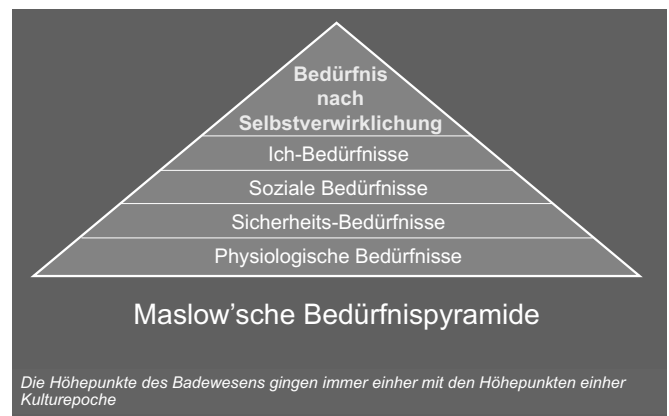 Bedürfnis
nach
Selbstverwirklichung
Ich-Bedürfnisse
Soziale Bedürfnisse
Sicherheits-Bedürfnisse
Physiologische Bedürfnisse
Maslow’sche Bedürfnispyramide
Die Höhepunkte des Badewesens gingen immer einher mit den Höhepunkten einher
Kulturepoche